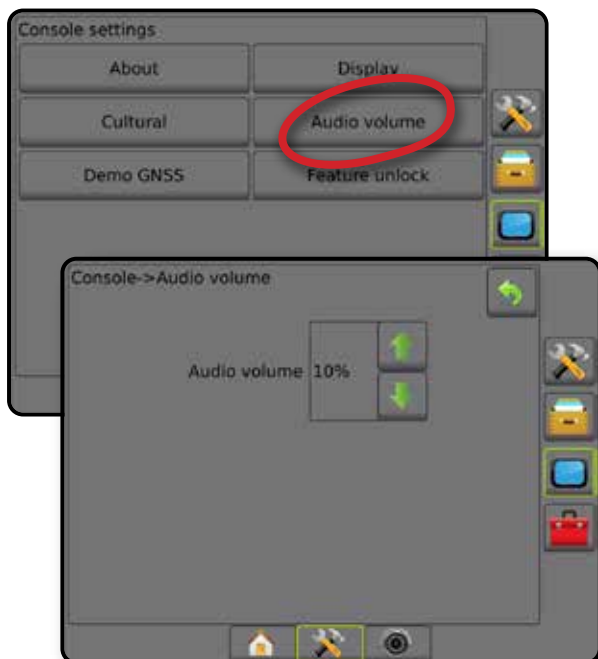 Console settings
About
Display
Cultural
Audio volume
Demo GNSS
Feature unlock
Console->Audio volume
Audio volume 10%